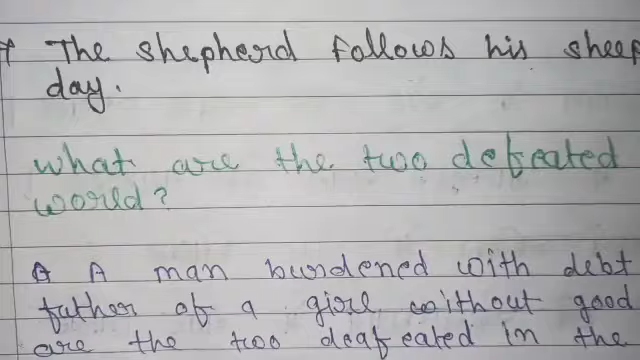 The shepherd follows his sheep
day.
what are the two defeated
world?
A man burdened with debt
father of a girl without good
are the two deafeated in the